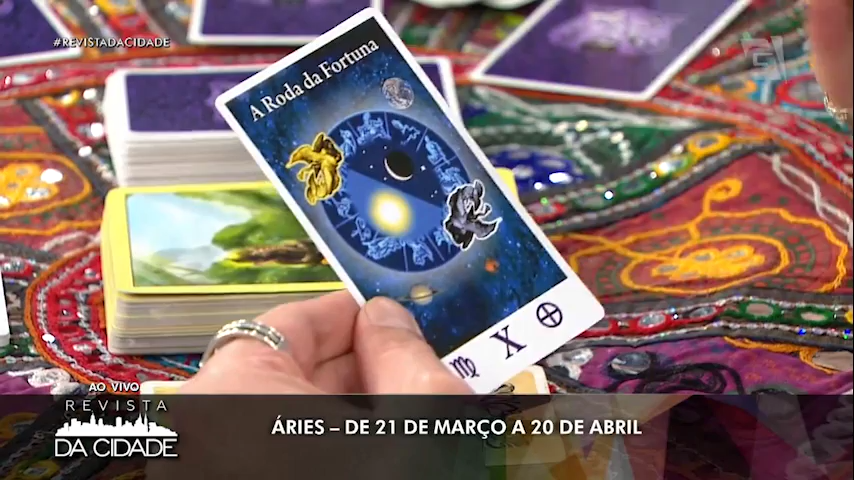 #REVISTADACIDADE
A Roda da Fortuna
X
AO VIVO
REVISTA
DA CIDADE
ÁRIES – DE 21 DE MARÇO A 20 DE ABRIL